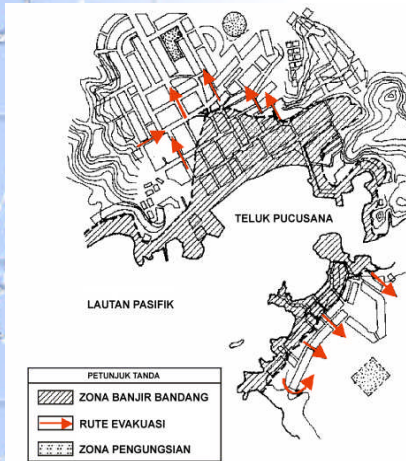 TELUK PUCUSANA
LAUTAN PASIFIK
PETUNJUK TANDA
ZONA BANJIR BANDANG
RUTE EVAKUASI
ZONA PENGUNGSIAN